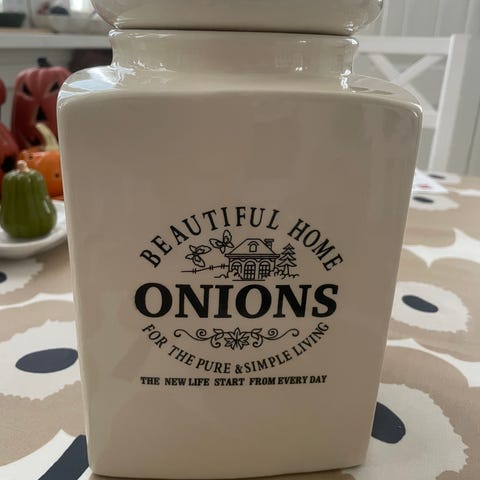 BEAUTIFUL HOME
ONIONS
FOR THE PURE & SIMPLE LIVING
THE NEW LIFE START FROM EVERY DAY